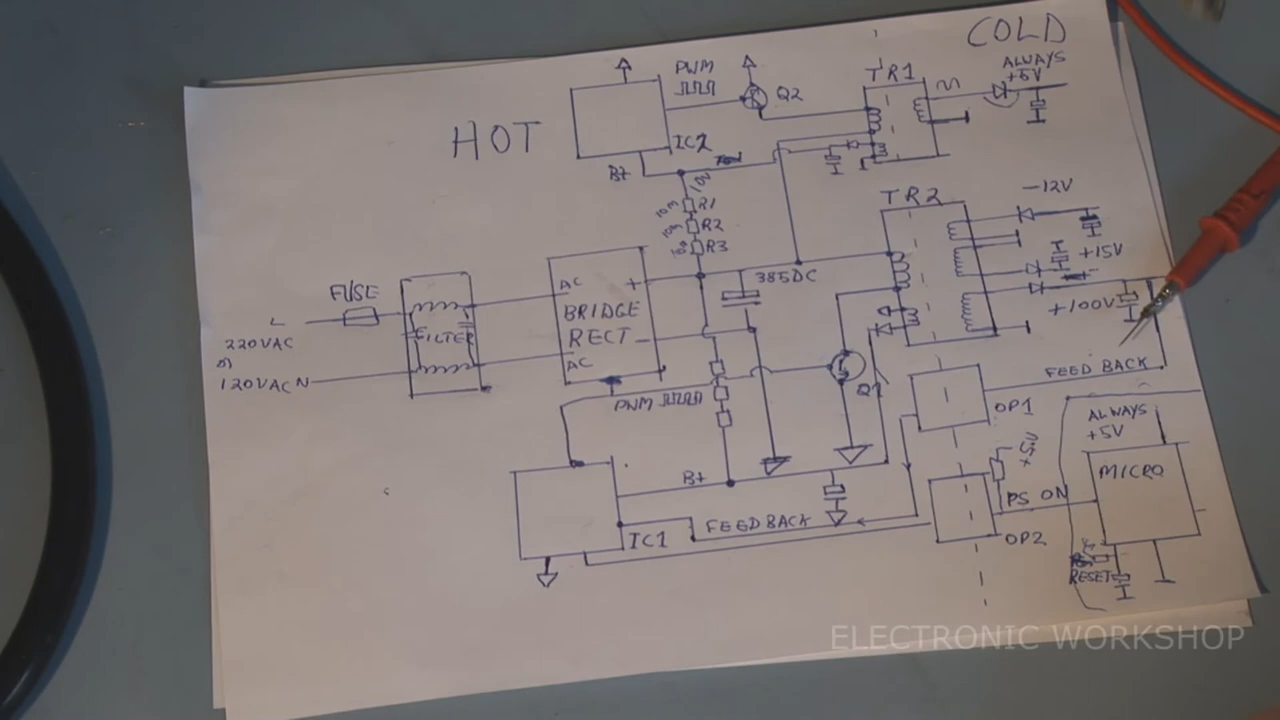 COLD
HOT
PWM
Q2
IC2
B+
TR1
ALWAYS
+5V
R1
R2
R3
TR2
-12V
+15V
+100V
385DC
FUSE
L
220VAC
or
120VAC N
FILTER
AC
+
BRIDGE
RECT -
AC
PWM
Q1
FEED BACK
OP1
B+
FEED BACK
IC1
PS ON
OP2
ALWAYS
+5V
MICRO
RESET
ELECTRONIC WORKSHOP